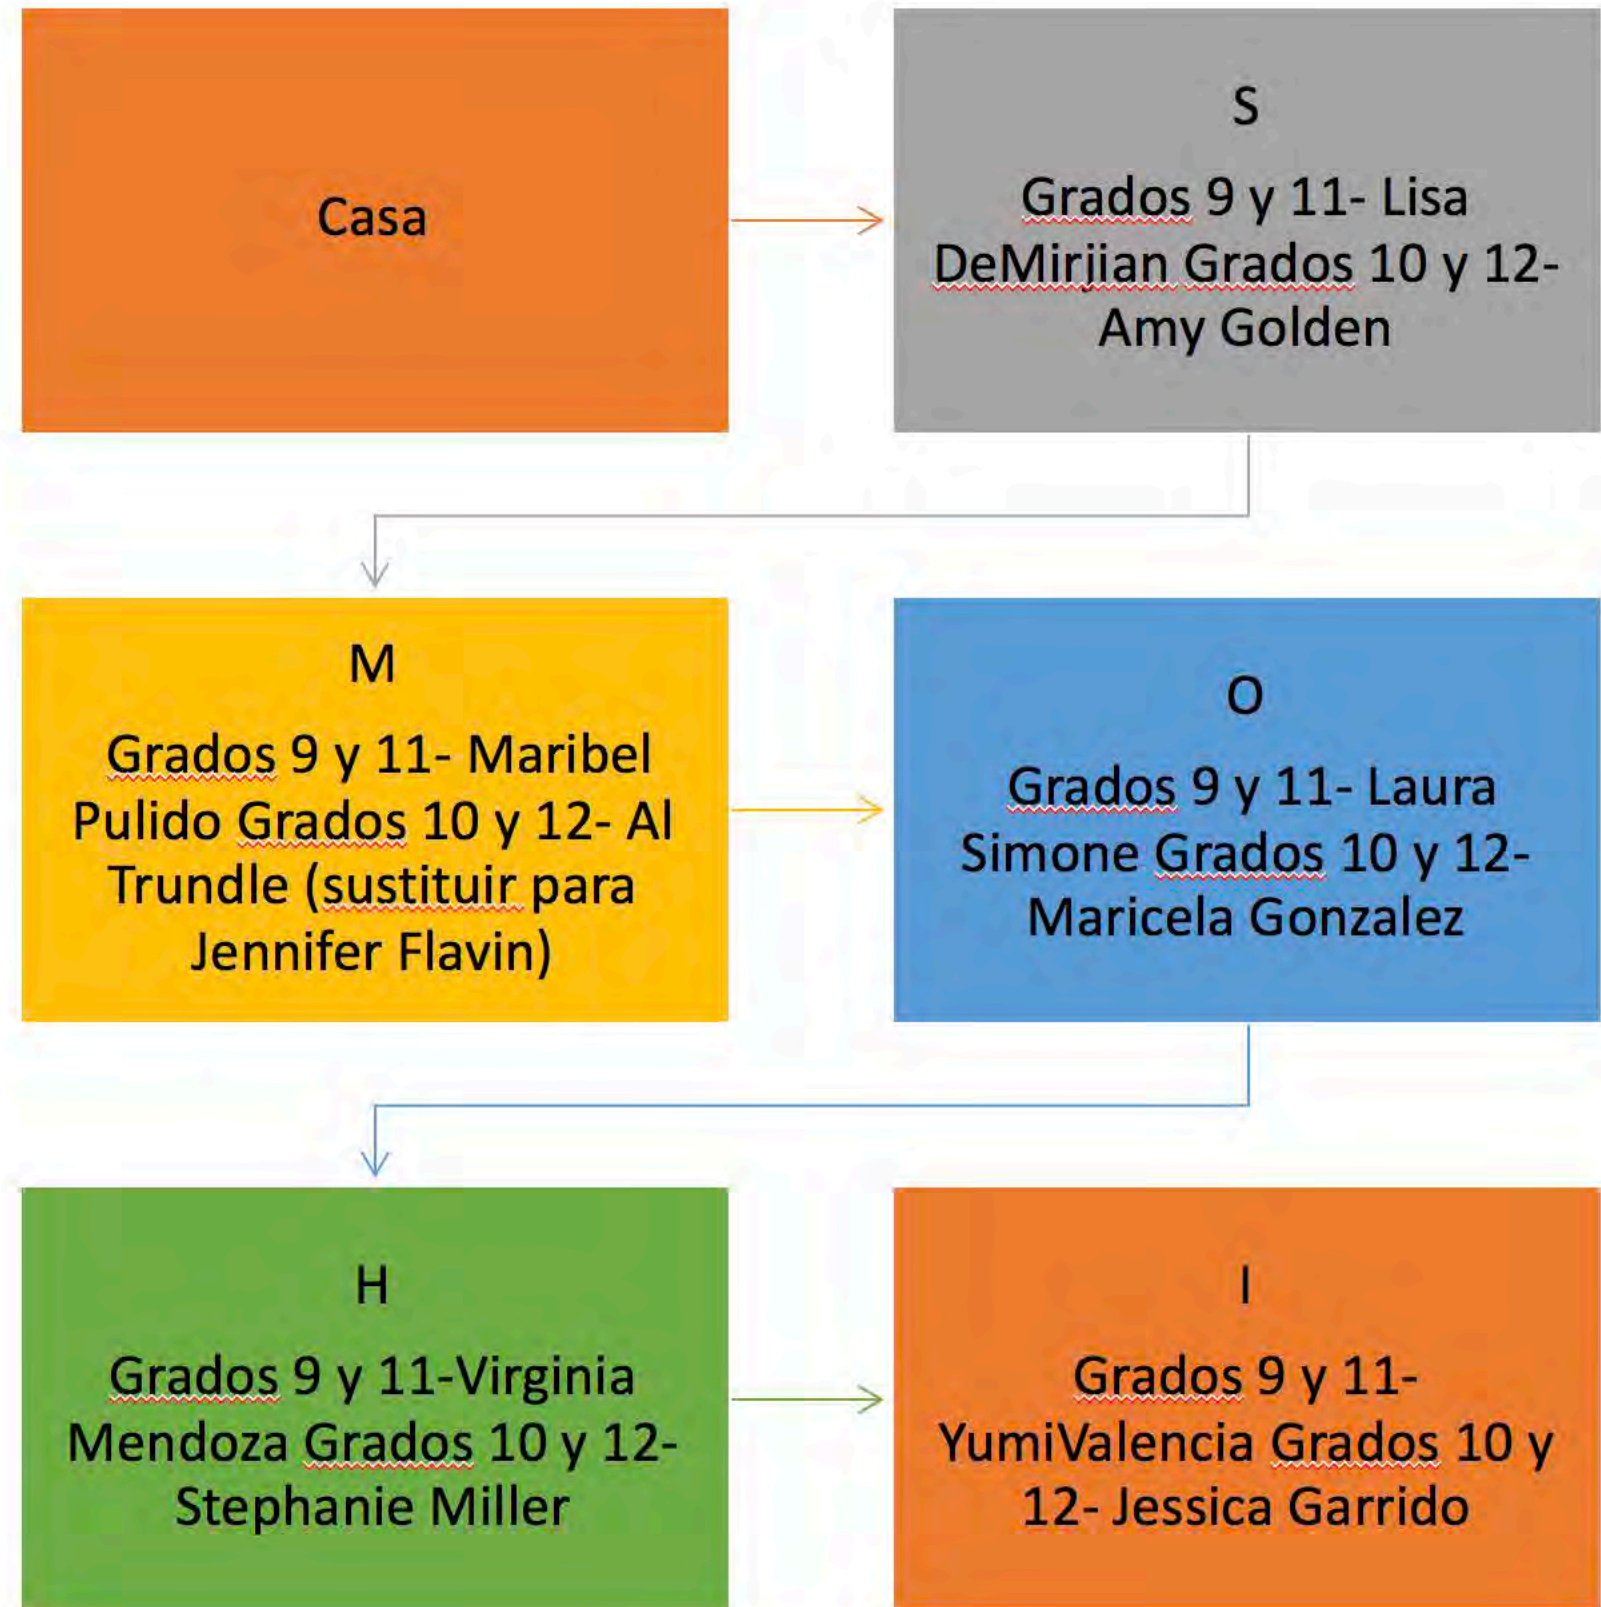 Casa
S
Grados 9 y 11- Lisa
DeMirjian Grados 10 y 12-
Amy Golden
M
Grados 9 y 11- Maribel
Pulido Grados 10 y 12- Al
Trundle (sustituir para
Jennifer Flavin)
O
Grados 9 y 11- Laura
Simone Grados 10 y 12-
Maricela Gonzalez
H
Grados 9 y 11-Virginia
Mendoza Grados 10 y 12-
Stephanie Miller
I
Grados 9 y 11-
YumiValencia Grados 10 y
12- Jessica Garrido